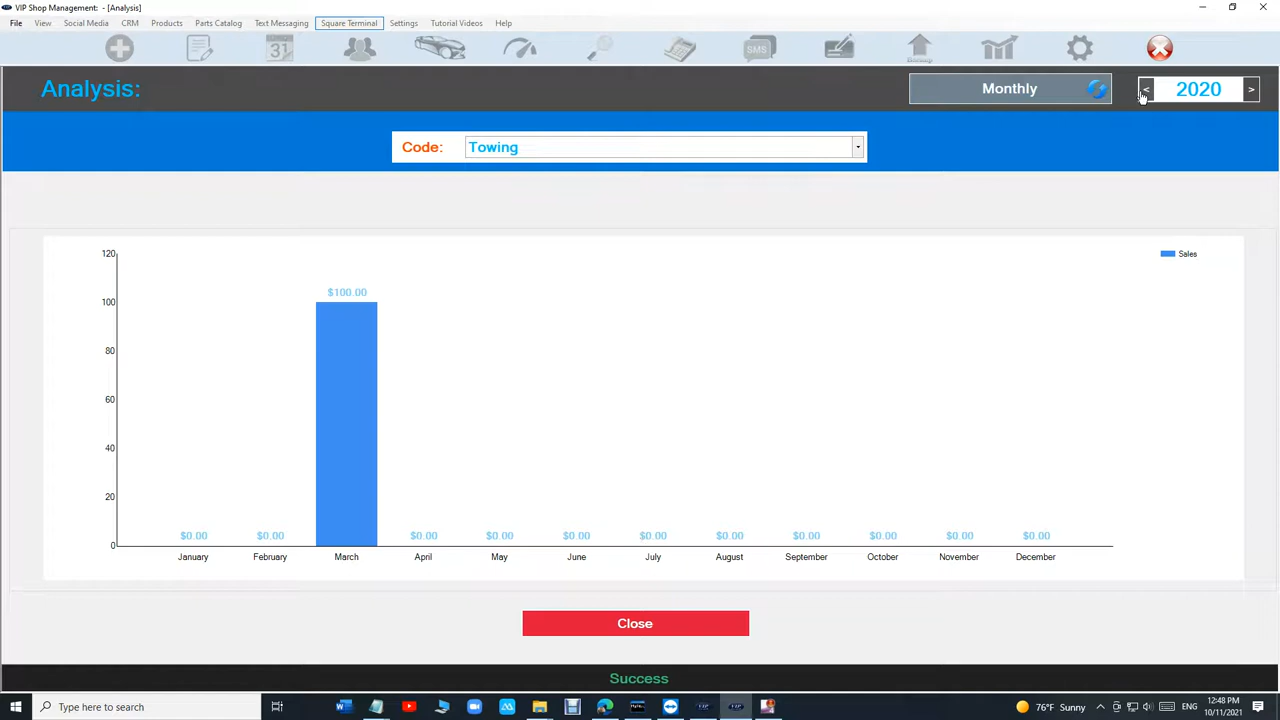 VIP Shop Management: - [Analysis]
File View Social Media CRM Products Parts Catalog Text Messaging Square Terminal Settings Tutorial Videos Help
31 SMS
Analysis: Monthly < 2020 >
Code: Towing
Sales
120
100
80
60
40
20
0
$0.00 $0.00 $100.00 $0.00 $0.00 $0.00 $0.00 $0.00 $0.00 $0.00 $0.00 $0.00
January February March April May June July August September October November December
Close
Success
Type here to search
76°F Sunny ENG 12:48 PM
10/11/2021